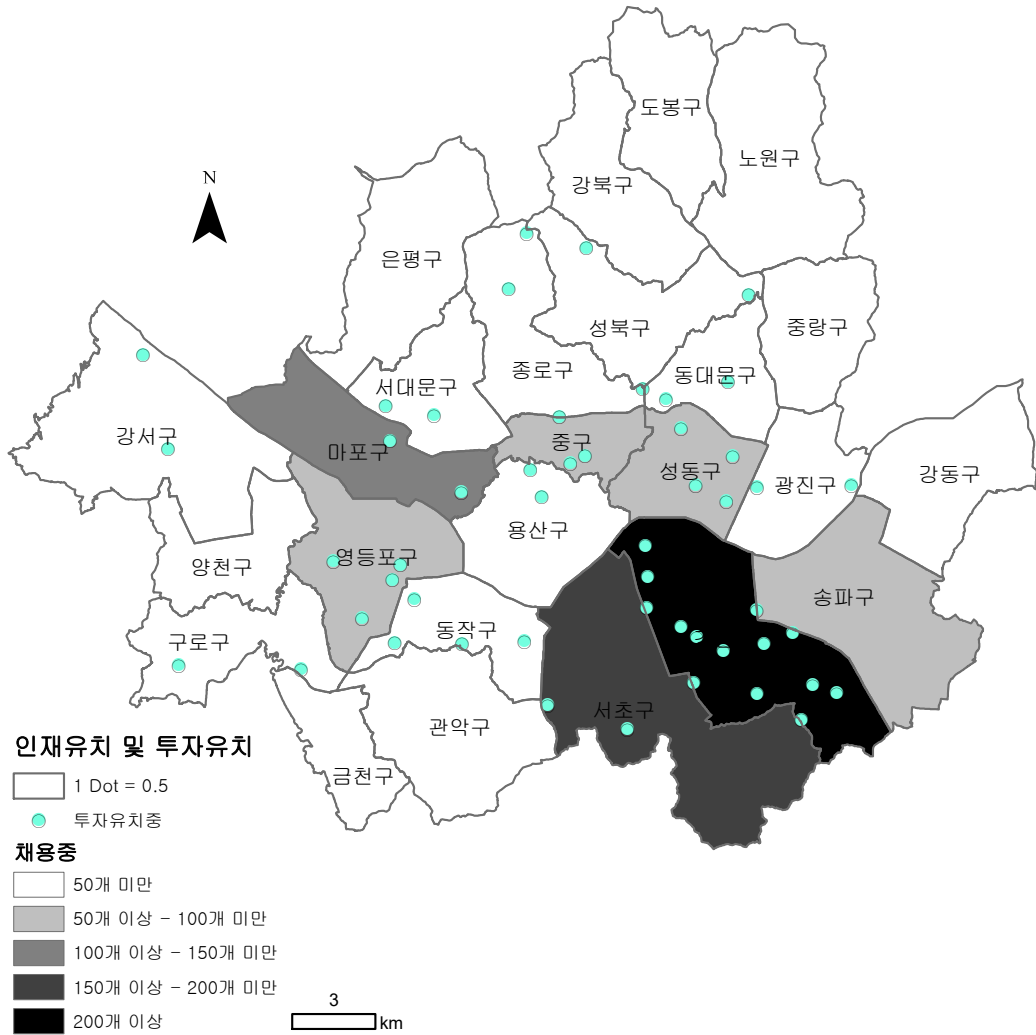 도봉구
노원구
강북구
N
은평구
성북구
중랑구
종로구
동대문구
서대문구
강서구
마포구
중구
성동구
광진구
강동구
용산구
영등포구
양천구
송파구
구로구
동작구
서초구
관악구
금천구
인재유치 및 투자유치
1 Dot = 0.5
투자유치중
채용중
50개 미만
50개 이상 - 100개 미만
100개 이상 - 150개 미만
150개 이상 - 200개 미만
200개 이상
3
km